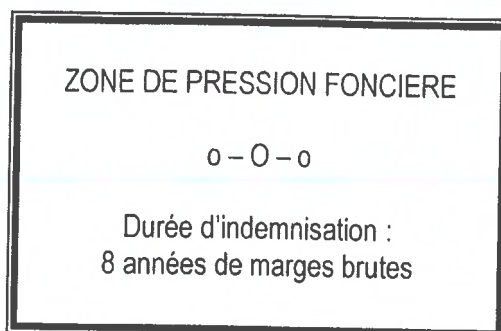 ZONE DE PRESSION FONCIERE
o – O – o
Durée d'indemnisation :
8 années de marges brutes